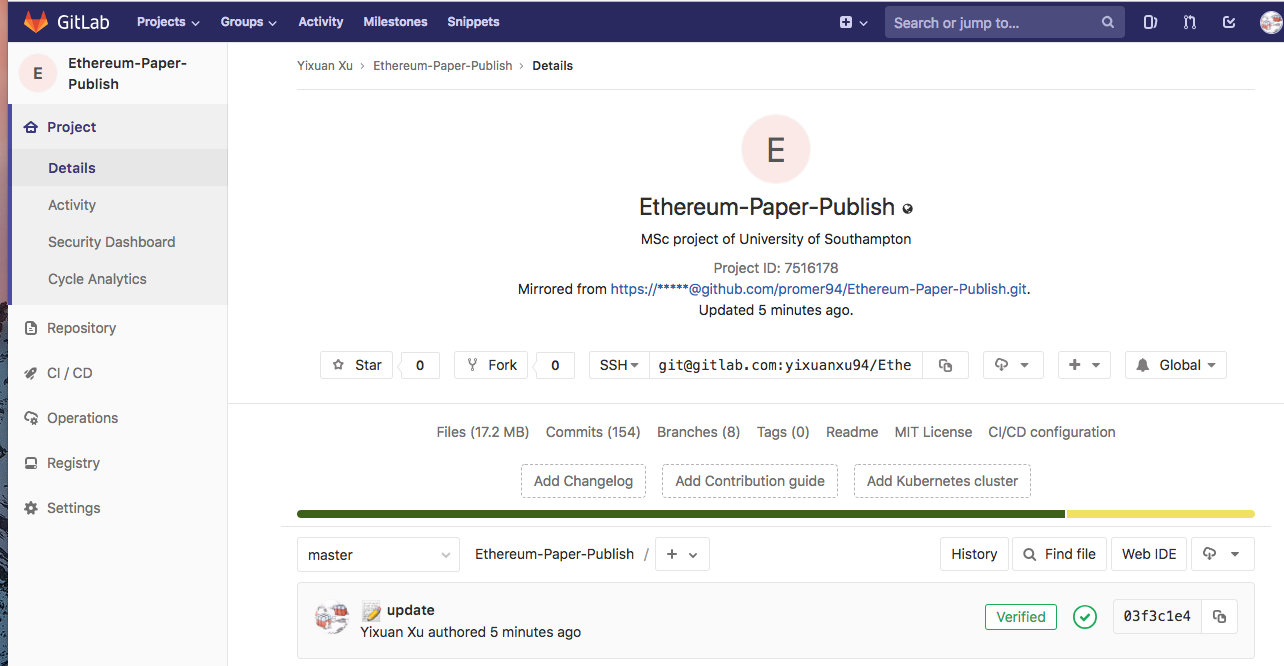 GitLab Projects Groups Activity Milestones Snippets Search or jump to...
E Ethereum-Paper-
Publish
Project
Details
Activity
Security Dashboard
Cycle Analytics
Repository
CI / CD
Operations
Registry
Settings
Yixuan Xu › Ethereum-Paper-Publish › Details
E
Ethereum-Paper-Publish
MSc project of University of Southampton
Project ID: 7516178
Mirrored from https://*****@github.com/promer94/Ethereum-Paper-Publish.git.
Updated 5 minutes ago.
Star 0 Fork 0 SSH git@gitlab.com:yixuanxu94/Ethe Global
Files (17.2 MB) Commits (154) Branches (8) Tags (0) Readme MIT License CI/CD configuration
Add Changelog Add Contribution guide Add Kubernetes cluster
master Ethereum-Paper-Publish / + History Find file Web IDE
📝 update
Yixuan Xu authored 5 minutes ago
Verified 03f3c1e4